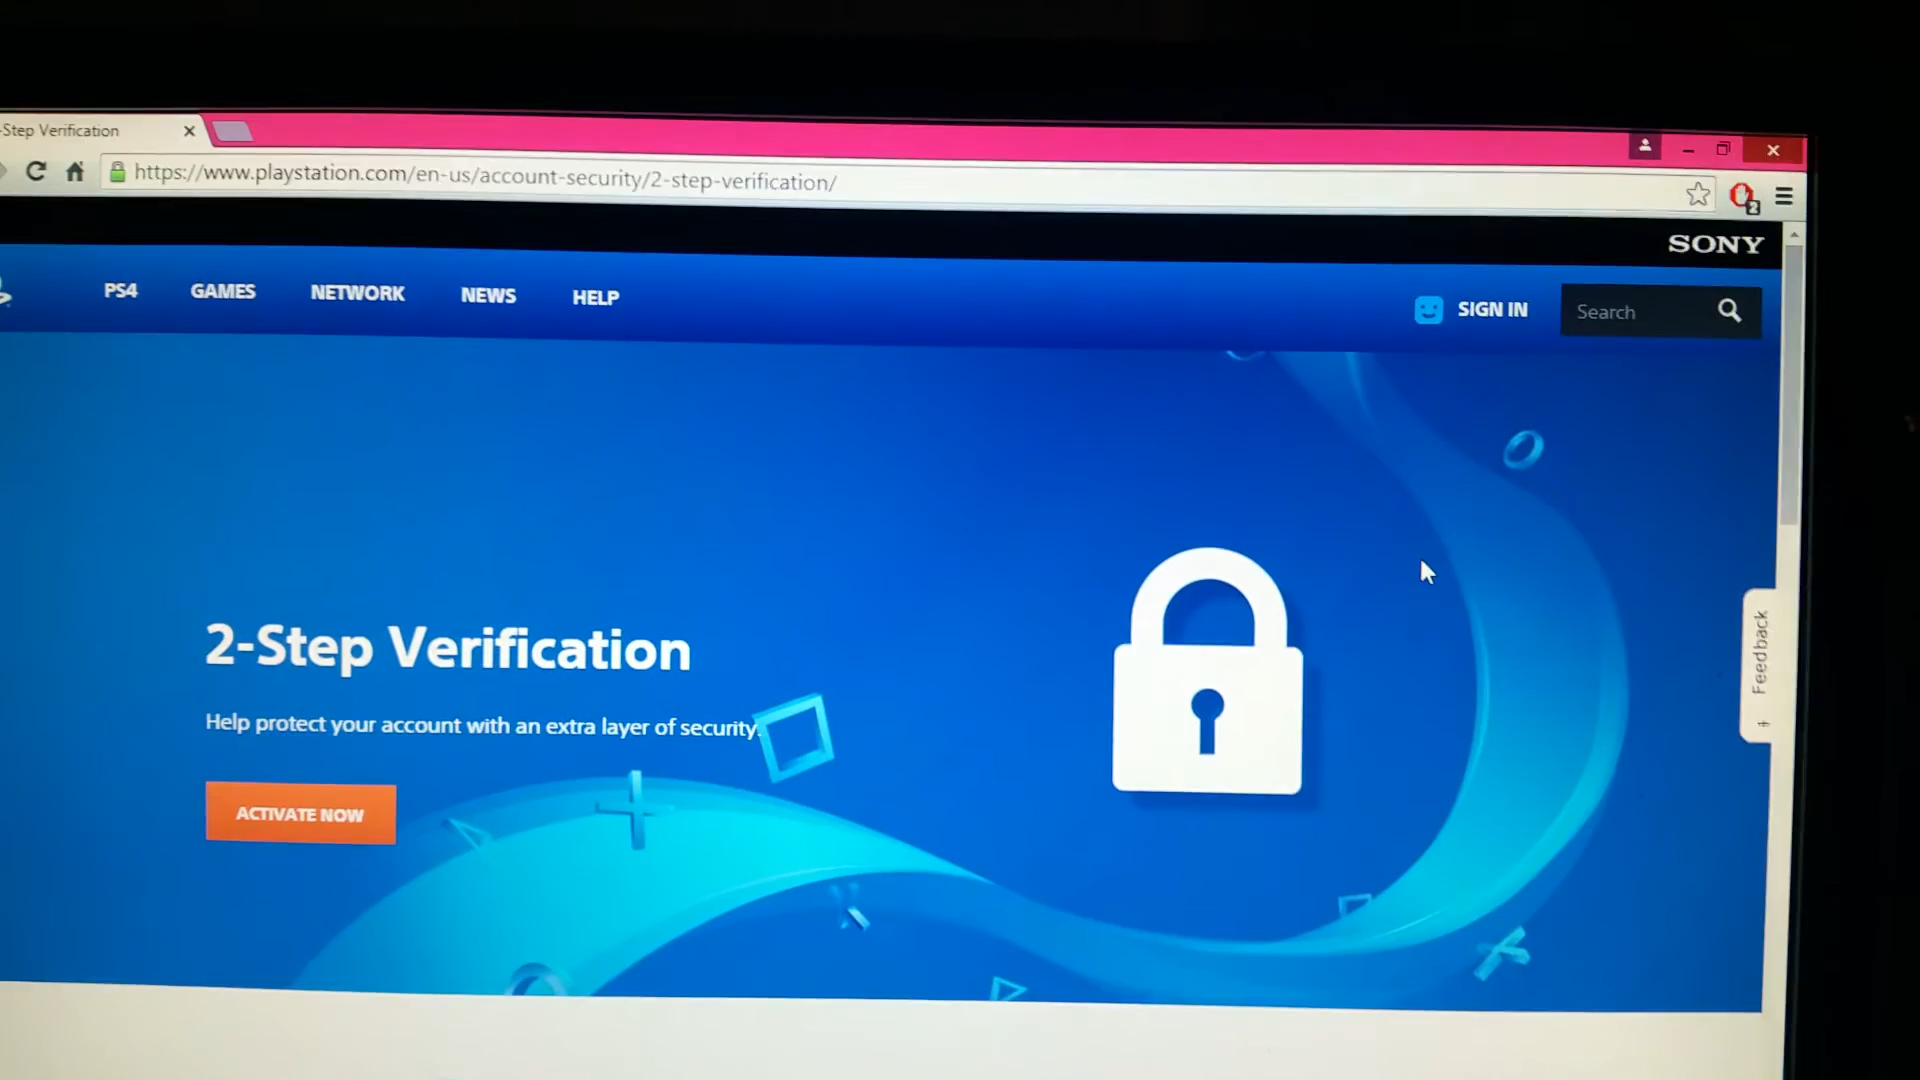 -Step Verification
https://www.playstation.com/en-us/account-security/2-step-verification/
2
SONY
PS4 GAMES NETWORK NEWS HELP SIGN IN Search
2-Step Verification
Help protect your account with an extra layer of security.
ACTIVATE NOW
Feedback